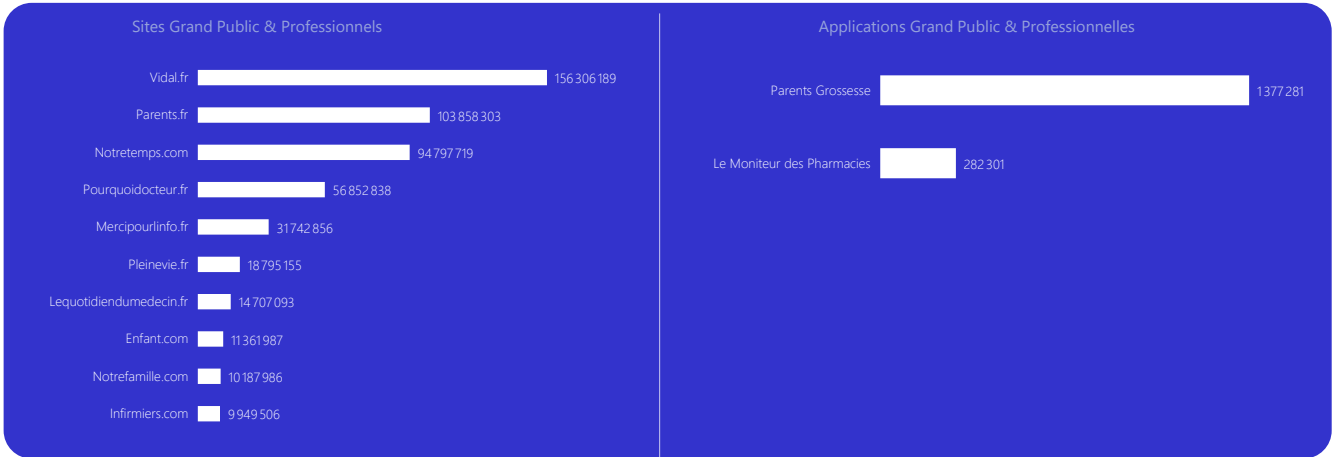 Sites Grand Public & Professionnels
Vidal.fr 156 306 189
Parents.fr 103 858 303
Notretemps.com 94 797 719
Pourquoidocteur.fr 56 852 838
Mercipourlinfo.fr 31 742 856
Pleinevie.fr 18 795 155
Lequotidiendumedecin.fr 14 707 093
Enfant.com 11 361 987
Notrefamille.com 10 187 986
Infirmiers.com 9 949 506
Applications Grand Public & Professionnelles
Parents Grossesse 1 377 281
Le Moniteur des Pharmacies 282 301